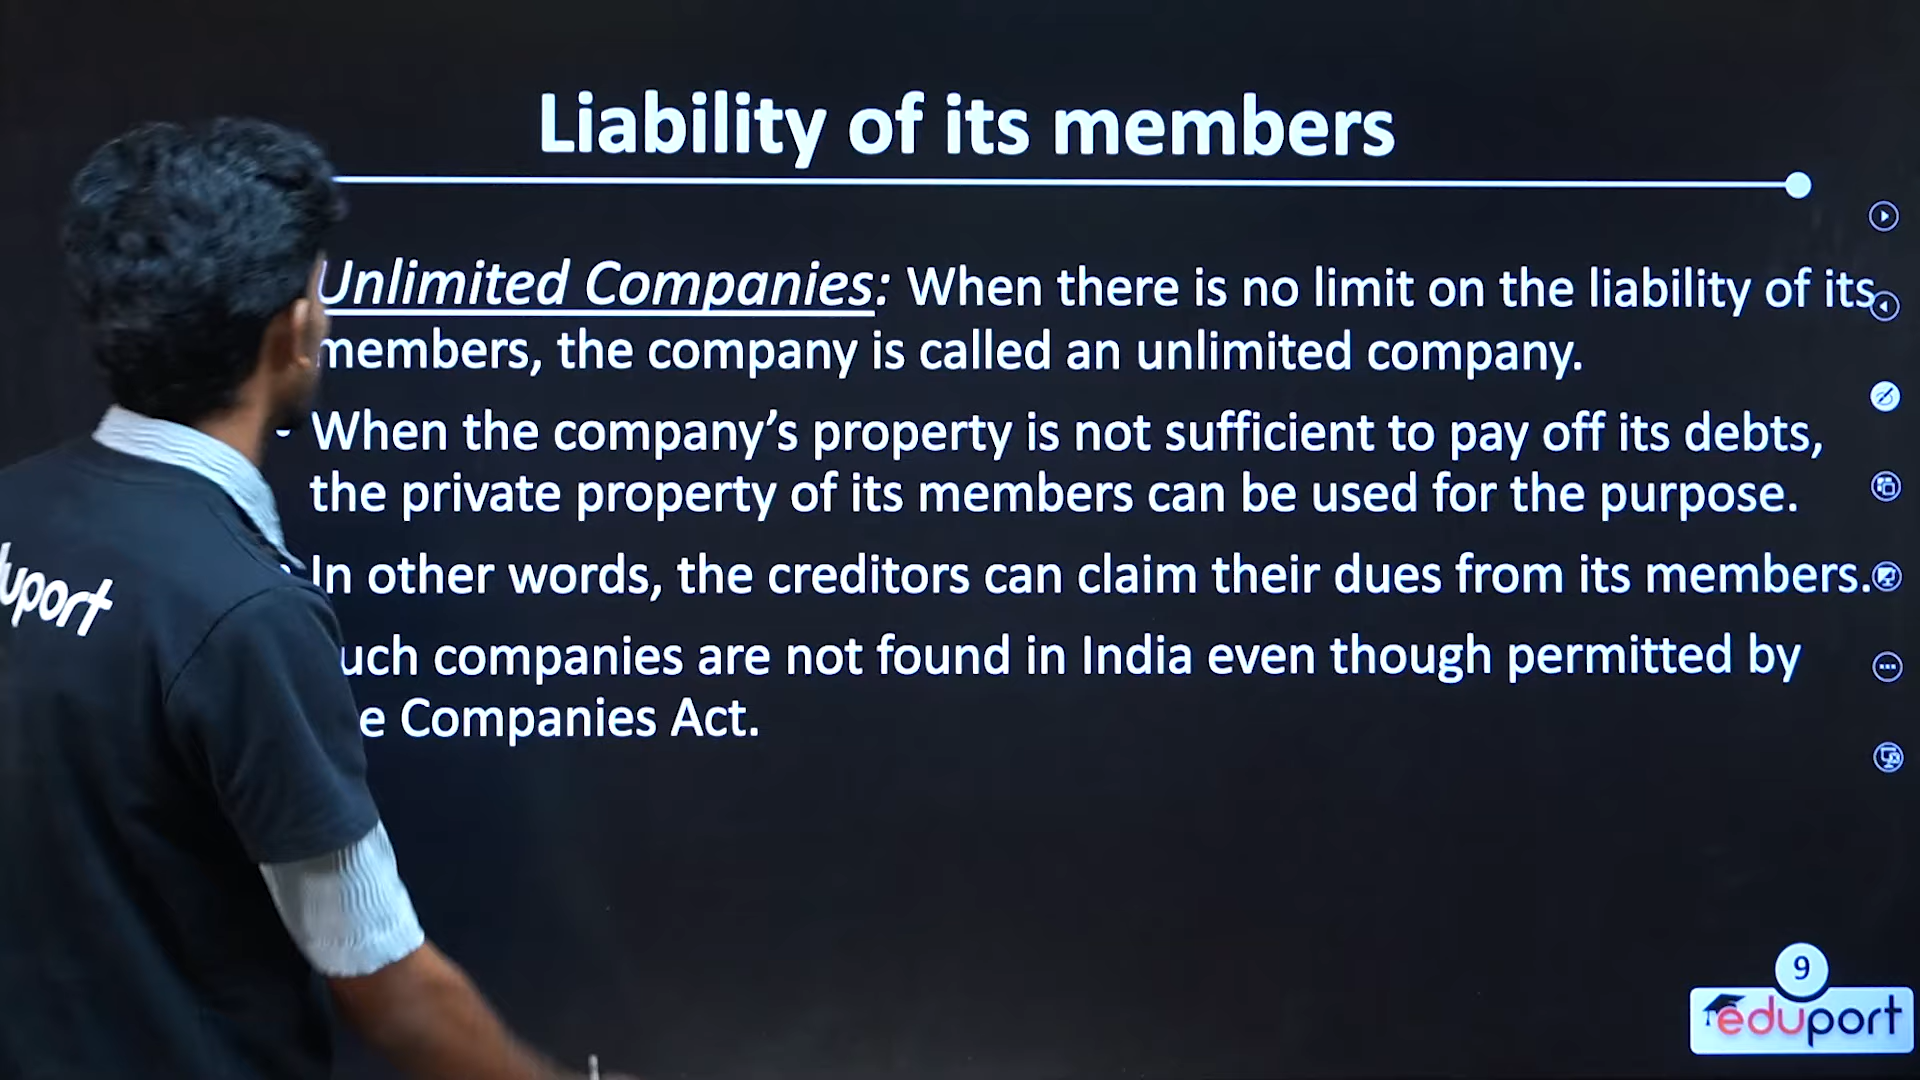 Liability of its members
Unlimited Companies: When there is no limit on the liability of its
members, the company is called an unlimited company.
When the company’s property is not sufficient to pay off its debts,
the private property of its members can be used for the purpose.
In other words, the creditors can claim their dues from its members.
uch companies are not found in India even though permitted by
e Companies Act.
duport
9
eduport